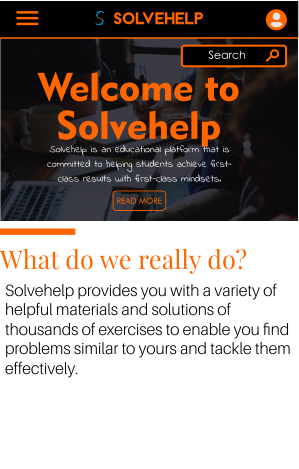 S SOLVEHELP
Search
Welcome to
Solvehelp
Solvehelp is an educational platform that is
committed to helping students achieve first-
class results with first-class mindsets.
READ MORE
What do we really do?
Solvehelp provides you with a variety of
helpful materials and solutions of
thousands of exercises to enable you find
problems similar to yours and tackle them
effectively.